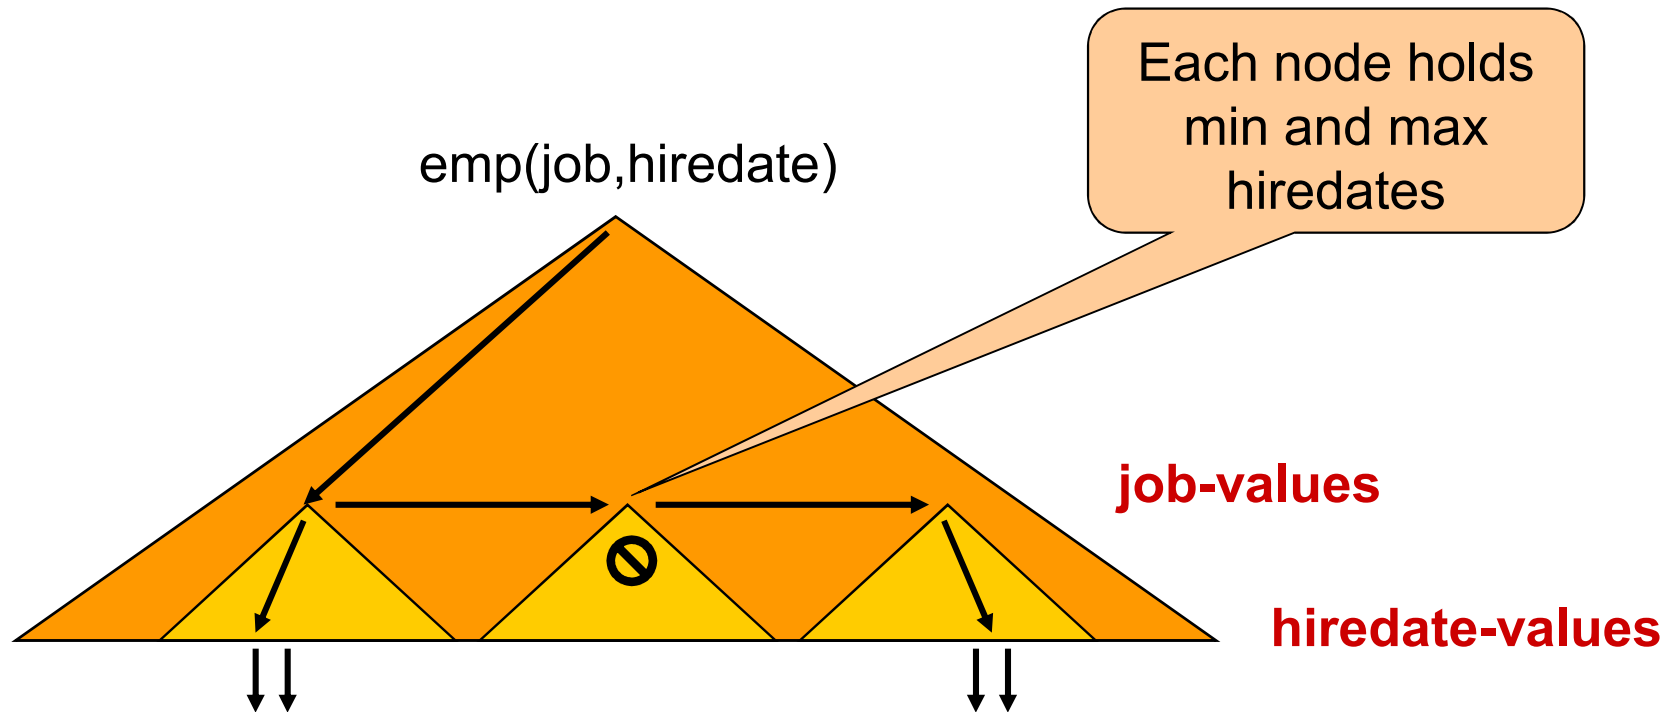 Each node holds
min and max
hiredates
emp(job,hiredate)
job-values
hiredate-values